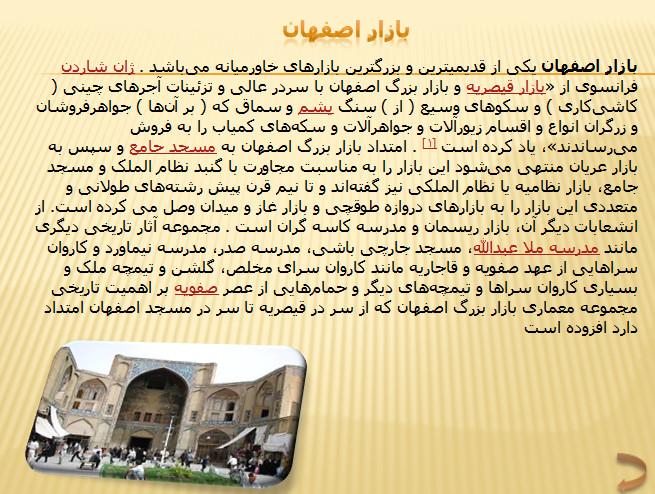 بازار اصفهان
بازار اصفهان یکی از قدیمیترین و بزرگترین بازارهای خاورمیانه می‌باشد . ژان شاردن
فرانسوی از «بازار قیصریه و بازار بزرگ اصفهان با سردر عالی و تزئینات آجرهای چینی (
کاشی‌کاری ) و سکوهای وسیع ( از ) سنگ یشم و سماق که ( بر آن‌ها ) جواهرفروشان
و زرگران انواع و اقسام زیورآلات و جواهرآلات و سکه‌های کمیاب را به فروش
می‌رساندند»، یاد کرده است [۱] . امتداد بازار بزرگ اصفهان به مسجد جامع و سپس به
بازار عربان منتهی می‌شود این بازار را به مناسبت مجاورت با گنبد نظام الملک و مسجد
جامع، بازار نظامیه یا نظام الملکی نیز گفته‌اند و تا نیم قرن پیش رشته‌های طولانی و
متعددی این بازار را به بازارهای دروازه طوقچی و بازار غاز و میدان وصل می کرده است. از
انشعابات دیگر آن، بازار ریسمان و مدرسه کاسه گران است . مجموعه آثار تاریخی دیگری
مانند مدرسه ملا عبدالله، مسجد جارچی باشی، مدرسه صدر، مدرسه نیماورد و کاروان
سراهایی از عهد صفویه و قاجاریه مانند کاروان سرای مخلص، گلشن و تیمچه ملک و
بسیاری کاروان سراها و تیمچه‌های دیگر و حمام‌هایی از عصر صفویه بر اهمیت تاریخی
مجموعه معماری بازار بزرگ اصفهان که از سر در قیصریه تا سر در مسجد اصفهان امتداد
دارد افزوده است